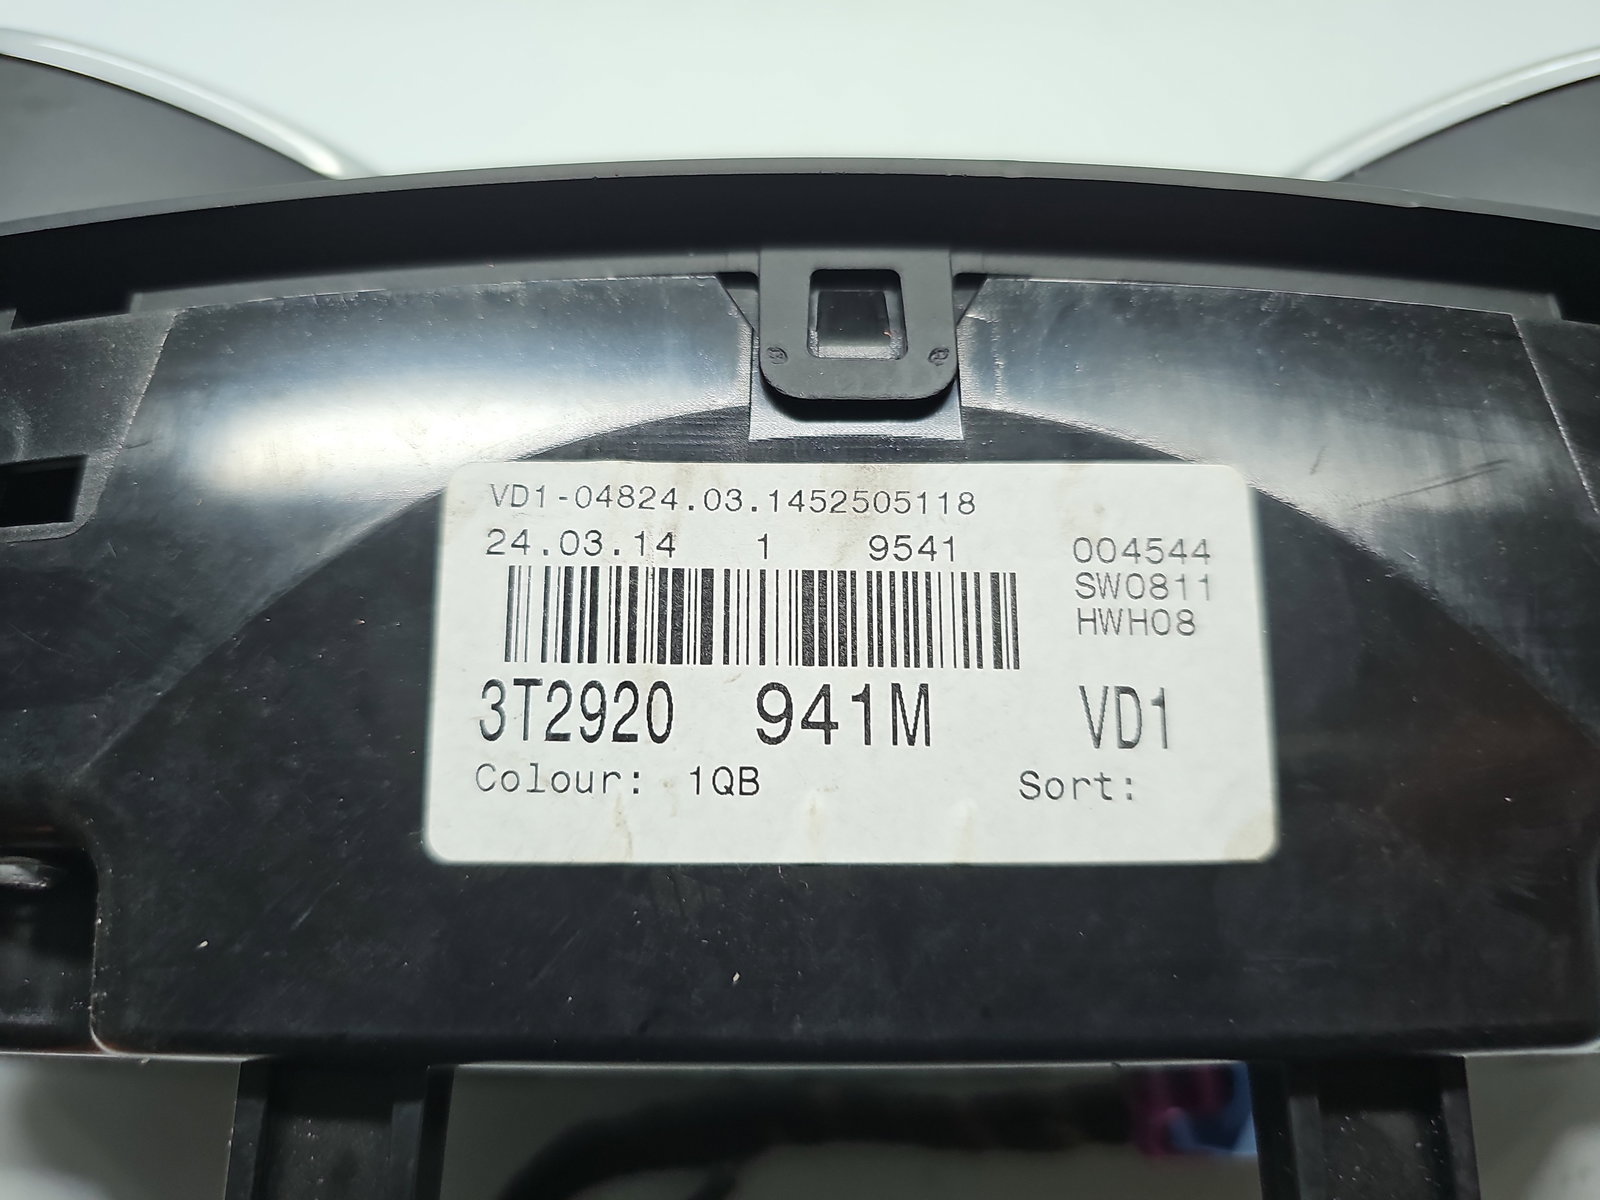 VD1-04824.03.1452505118
24.03.14 1 9541 004544
SW0811
HWH08
3T2920 941M VD1
Colour: 1QB Sort: